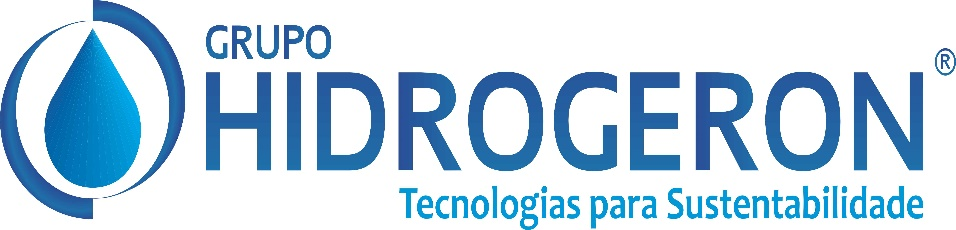 GRUPO
HIDROGERON®
Tecnologias para Sustentabilidade